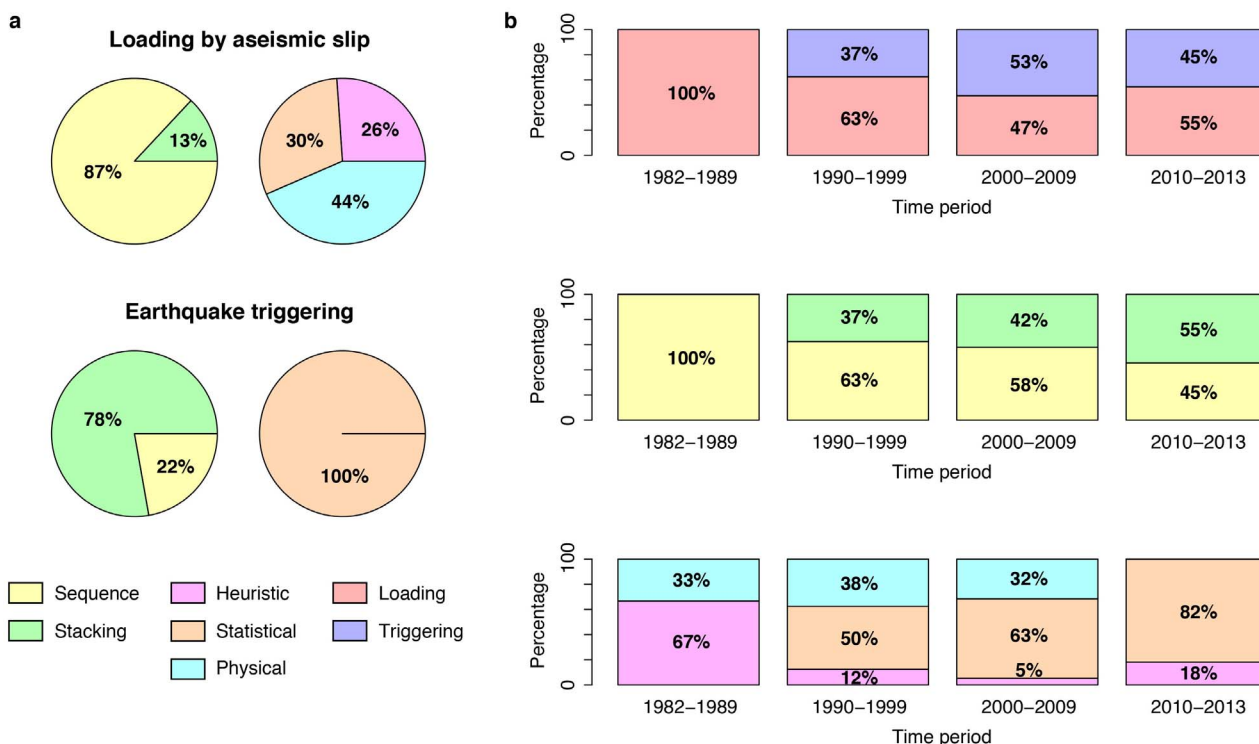 a
Loading by aseismic slip
87%
13%
30%
26%
44%
Earthquake triggering
78%
22%
100%
Sequence
Heuristic
Loading
Stacking
Statistical
Triggering
Physical
b
Percentage
0
100
100%
37%
63%
53%
47%
45%
55%
1982–1989
1990–1999
2000–2009
2010–2013
Time period
Percentage
0
100
100%
37%
63%
42%
58%
55%
45%
1982–1989
1990–1999
2000–2009
2010–2013
Time period
Percentage
0
100
33%
67%
38%
50%
12%
32%
63%
5%
82%
18%
1982–1989
1990–1999
2000–2009
2010–2013
Time period